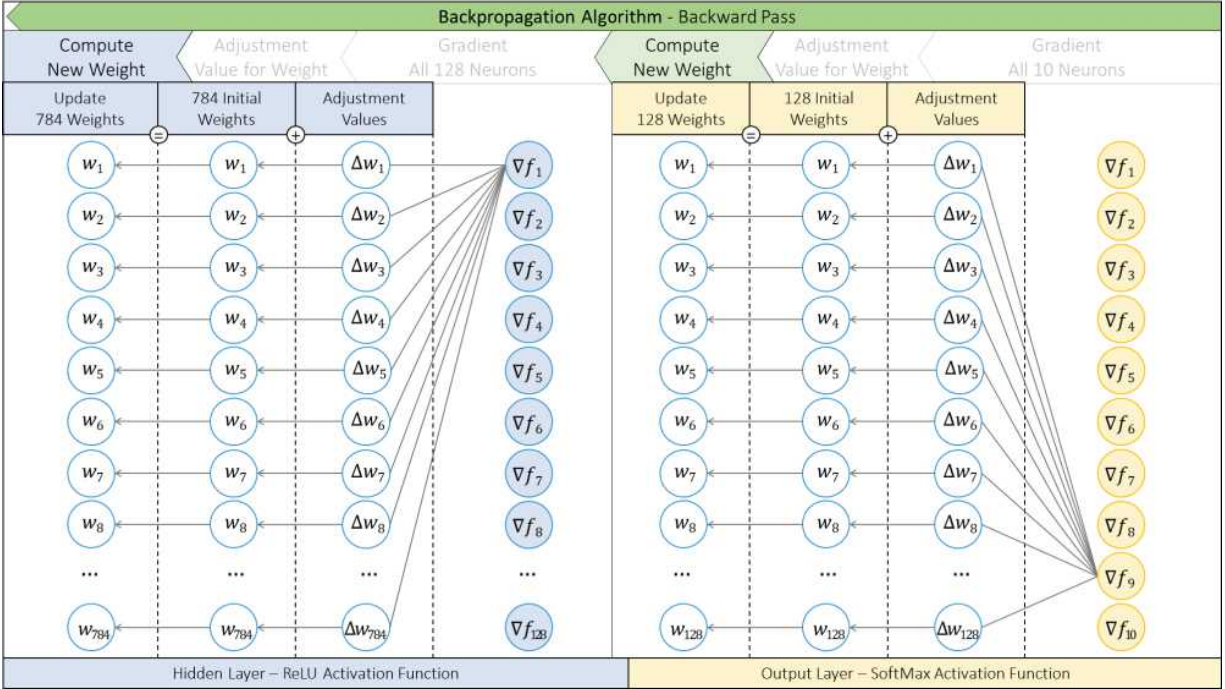 Backpropagation Algorithm - Backward Pass
Compute
New Weight
Adjustment
Value for Weight
Gradient
All 128 Neurons
Compute
New Weight
Adjustment
Value for Weight
Gradient
All 10 Neurons
Update
784 Weights
=
784 Initial
Weights
+
Adjustment
Values
Update
128 Weights
=
128 Initial
Weights
+
Adjustment
Values
w₁ w₁ Δw₁ ∇f₁ w₁ w₁ Δw₁ ∇f₁
w₂ w₂ Δw₂ ∇f₂ w₂ w₂ Δw₂ ∇f₂
w₃ w₃ Δw₃ ∇f₃ w₃ w₃ Δw₃ ∇f₃
w₄ w₄ Δw₄ ∇f₄ w₄ w₄ Δw₄ ∇f₄
w₅ w₅ Δw₅ ∇f₅ w₅ w₅ Δw₅ ∇f₅
w₆ w₆ Δw₆ ∇f₆ w₆ w₆ Δw₆ ∇f₆
w₇ w₇ Δw₇ ∇f₇ w₇ w₇ Δw₇ ∇f₇
w₈ w₈ Δw₈ ∇f₈ w₈ w₈ Δw₈ ∇f₈
... ... ... ... ... ... ... ∇f₉
w₇₈₄ w₇₈₄ Δw₇₈₄ ∇f₁₂₈ w₁₂₈ w₁₂₈ Δw₁₂₈ ∇f₁₀
Hidden Layer – ReLU Activation Function
Output Layer – SoftMax Activation Function